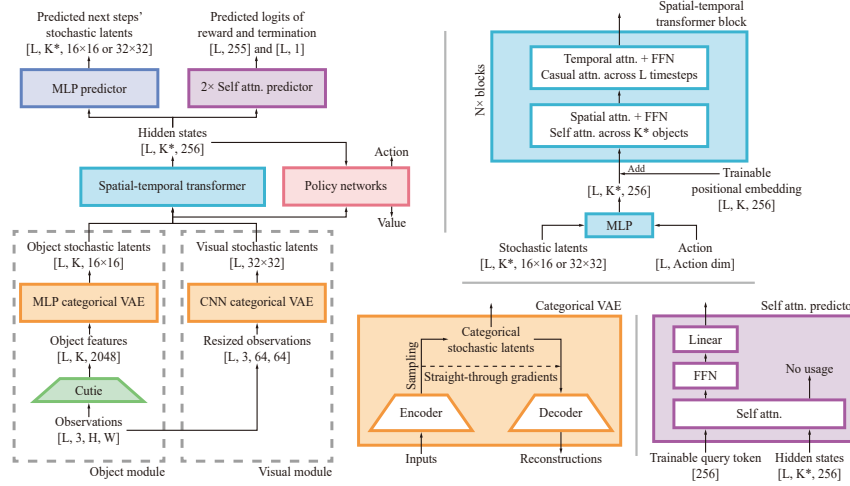 Predicted next steps'
stochastic latents
[L, K*, 16×16 or 32×32]
Predicted logits of
reward and termination
[L, 255] and [L, 1]
MLP predictor
2× Self attn. predictor
Hidden states
[L, K*, 256]
Action
Spatial-temporal transformer
Policy networks
Value
Object stochastic latents
[L, K, 16×16]
Visual stochastic latents
[L, 32×32]
MLP categorical VAE
CNN categorical VAE
Object features
[L, K, 2048]
Resized observations
[L, 3, 64, 64]
Cutie
Observations
[L, 3, H, W]
Object module
Visual module
Spatial-temporal
transformer block
N× blocks
Temporal attn. + FFN
Casual attn. across L timesteps
Spatial attn. + FFN
Self attn. across K* objects
Add
[L, K*, 256]
Trainable
positional embedding
[L, K, 256]
MLP
Stochastic latents
[L, K*, 16×16 or 32×32]
Action
[L, Action dim]
Categorical VAE
Categorical
stochastic latents
Sampling
Straight-through gradients
Encoder
Decoder
Inputs
Reconstructions
Self attn. predictor
Linear
FFN
No usage
Self attn.
Trainable query token
[256]
Hidden states
[L, K*, 256]